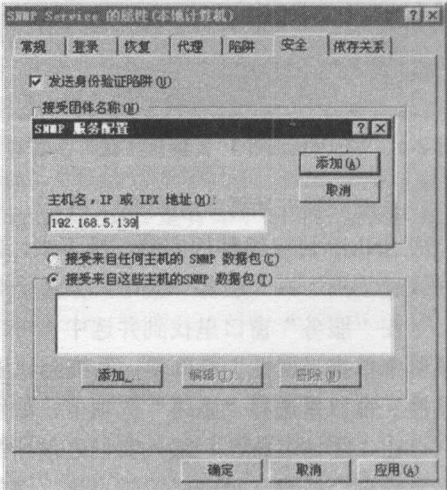 SNMP Service 的属性(本地计算机)
常规 登录 恢复 代理 陷阱 安全 依存关系
发送身份验证陷阱(U)
接受团体名称(N)
SNMP 服务配置
添加(A)
取消
主机名,IP 或 IPX 地址(H):
192.168.5.139
接受来自任何主机的 SNMP 数据包(C)
接受来自这些主机的SNMP 数据包(T)
添加... 编辑(I)... 删除(M)
确定 取消 应用(A)